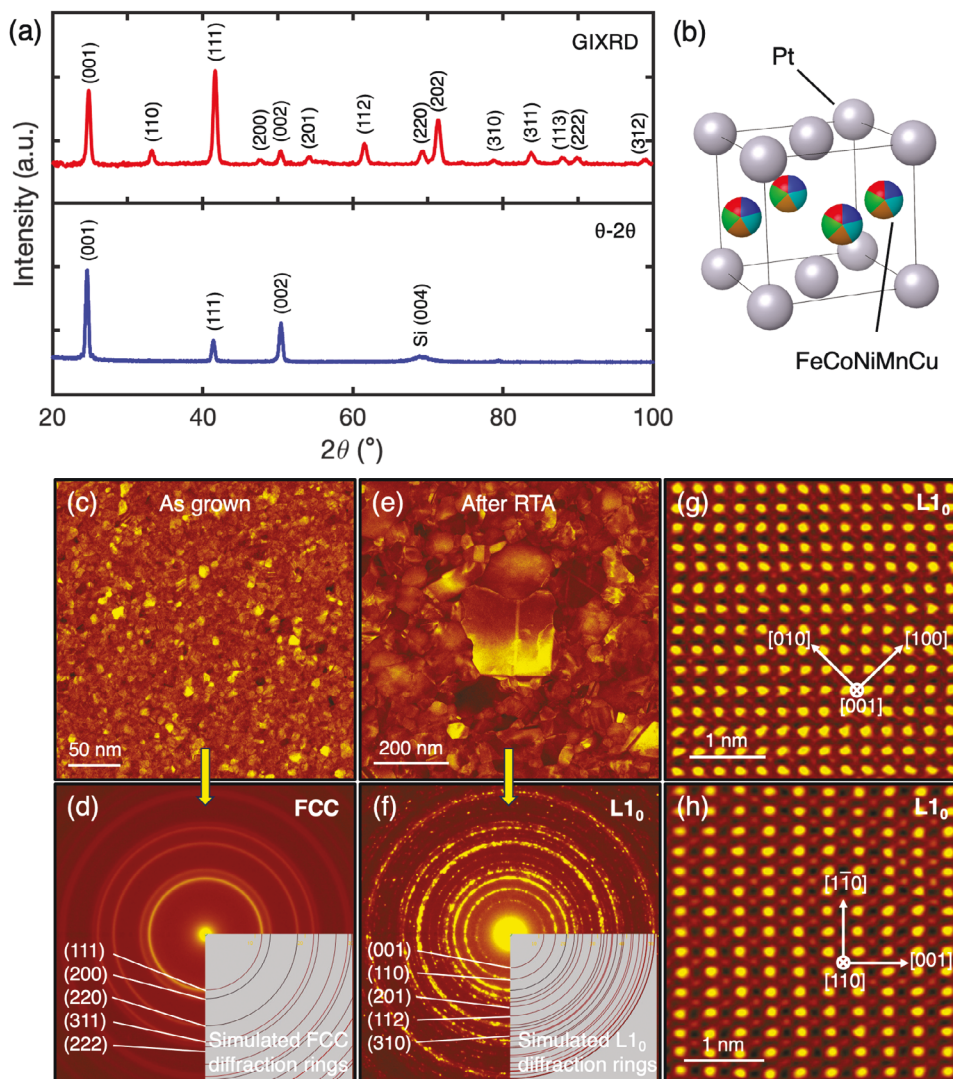 (a)
GIXRD
(001)
(110)
(111)
(200)
(002)
(201)
(112)
(220)
(202)
(310)
(311)
(113)
(222)
(312)
θ-2θ
(001)
(111)
(002)
Si (004)
Intensity (a.u.)
20 40 60 80 100
2θ (°)
(b)
Pt
FeCoNiMnCu
(c)
As grown
50 nm
(d)
FCC
(111)
(200)
(220)
(311)
(222)
Simulated FCC
diffraction rings
(e)
After RTA
200 nm
(f)
L1₀
(001)
(110)
(201)
(112)
(310)
Simulated L1₀
diffraction rings
(g)
L1₀
[010]
[100]
[001]
1 nm
(h)
L1₀
[11̄0]
[001]
[110]
1 nm